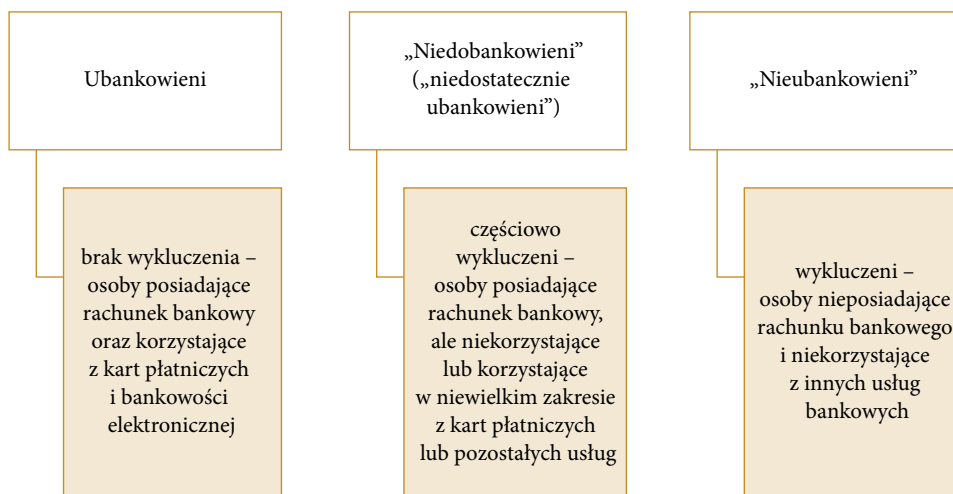 Ubankowieni
brak wykluczenia –
osoby posiadające
rachunek bankowy
oraz korzystające
z kart płatniczych
i bankowości
elektronicznej
„Niedobankowieni”
(„niedostatecznie
ubankowieni”)
częściowo
wykluczeni –
osoby posiadające
rachunek bankowy,
ale niekorzystające
lub korzystające
w niewielkim zakresie
z kart płatniczych
lub pozostałych usług
„Nieubankowieni”
wykluczeni –
osoby nieposiadające
rachunku bankowego
i niekorzystające
z innych usług
bankowych